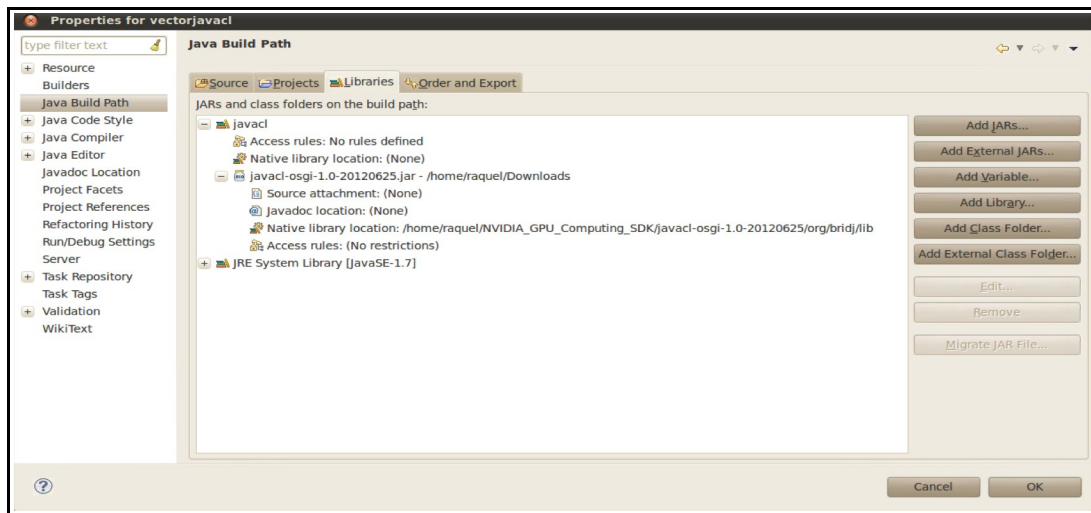 Properties for vectorjavacl
type filter text
Resource
Builders
Java Build Path
Java Code Style
Java Compiler
Java Editor
Javadoc Location
Project Facets
Project References
Refactoring History
Run/Debug Settings
Server
Task Repository
Task Tags
Validation
WikiText
Java Build Path
Source Projects Libraries Order and Export
JARs and class folders on the build path:
javacl
Access rules: No rules defined
Native library location: (None)
javacl-osgi-1.0-20120625.jar - /home/raquel/Downloads
Source attachment: (None)
Javadoc location: (None)
Native library location: /home/raquel/NVIDIA_GPU_Computing_SDK/javacl-osgi-1.0-20120625/org/bridj/lib
Access rules: (No restrictions)
JRE System Library [JavaSE-1.7]
Add JARs...
Add External JARs...
Add Variable...
Add Library...
Add Class Folder...
Add External Class Folder...
Edit...
Remove
Migrate JAR File...
Cancel OK